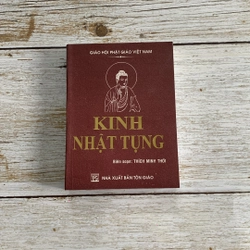 GIÁO HỘI PHẬT GIÁO VIỆT NAM
KINH
NHẬT TỤNG
Biên soạn: THÍCH MINH THỜI
NHÀ XUẤT BẢN TÔN GIÁO